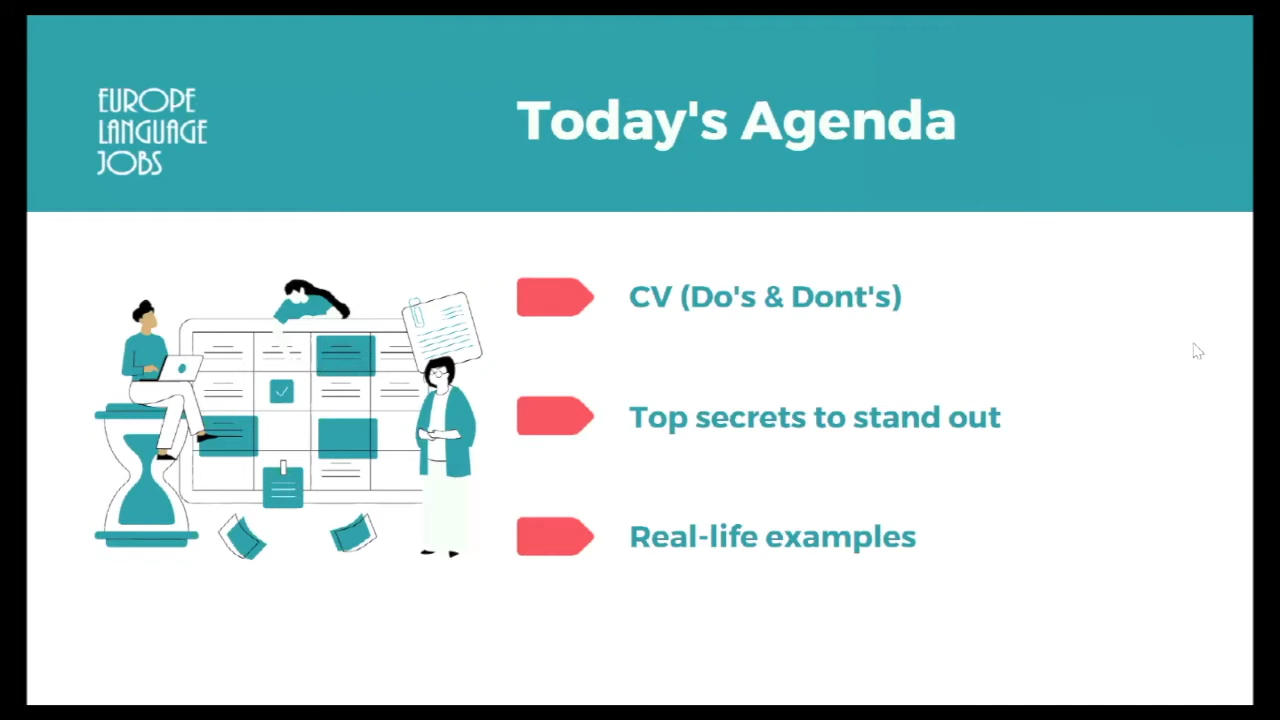 EUROPE
LANGUAGE
JOBS
Today's Agenda
CV (Do's & Dont's)
Top secrets to stand out
Real-life examples